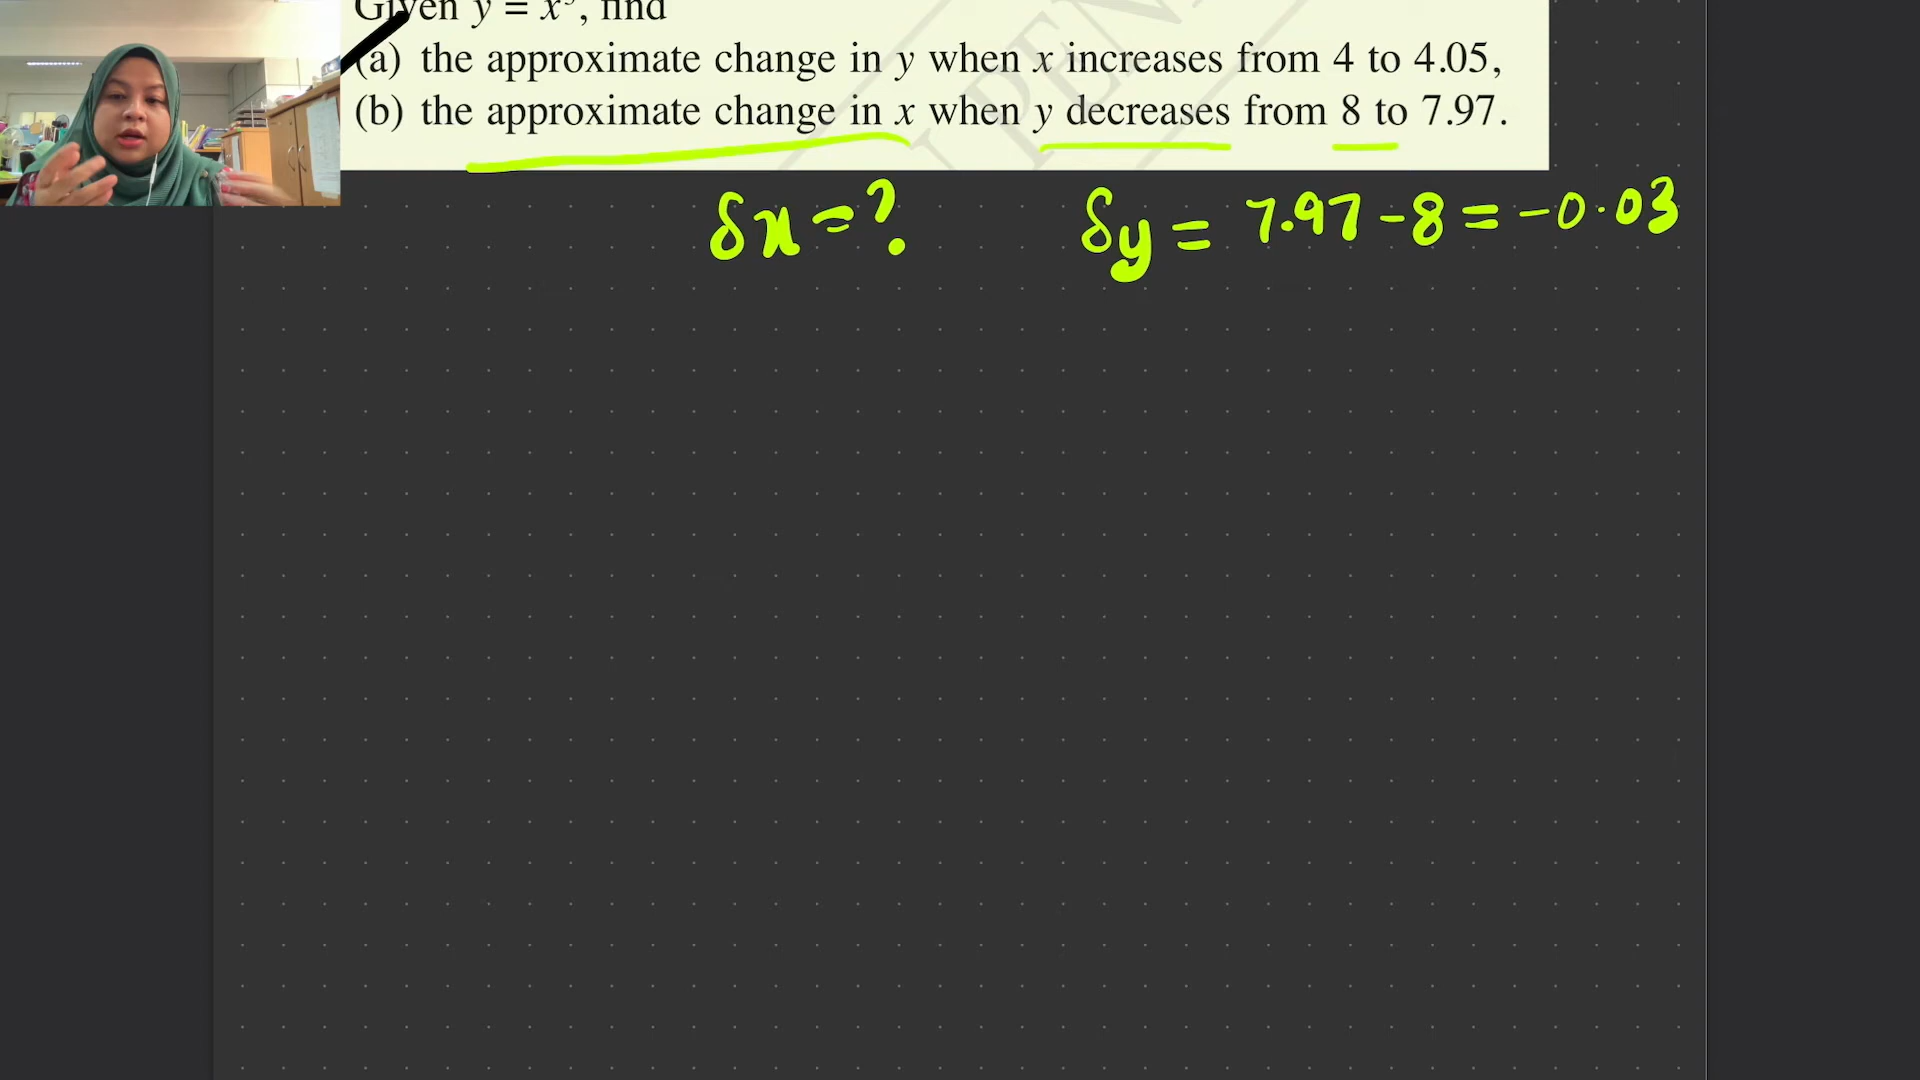 Given y = x³, find
(a) the approximate change in y when x increases from 4 to 4.05,
(b) the approximate change in x when y decreases from 8 to 7.97.
δx = ? δy = 7.97 - 8 = -0.03